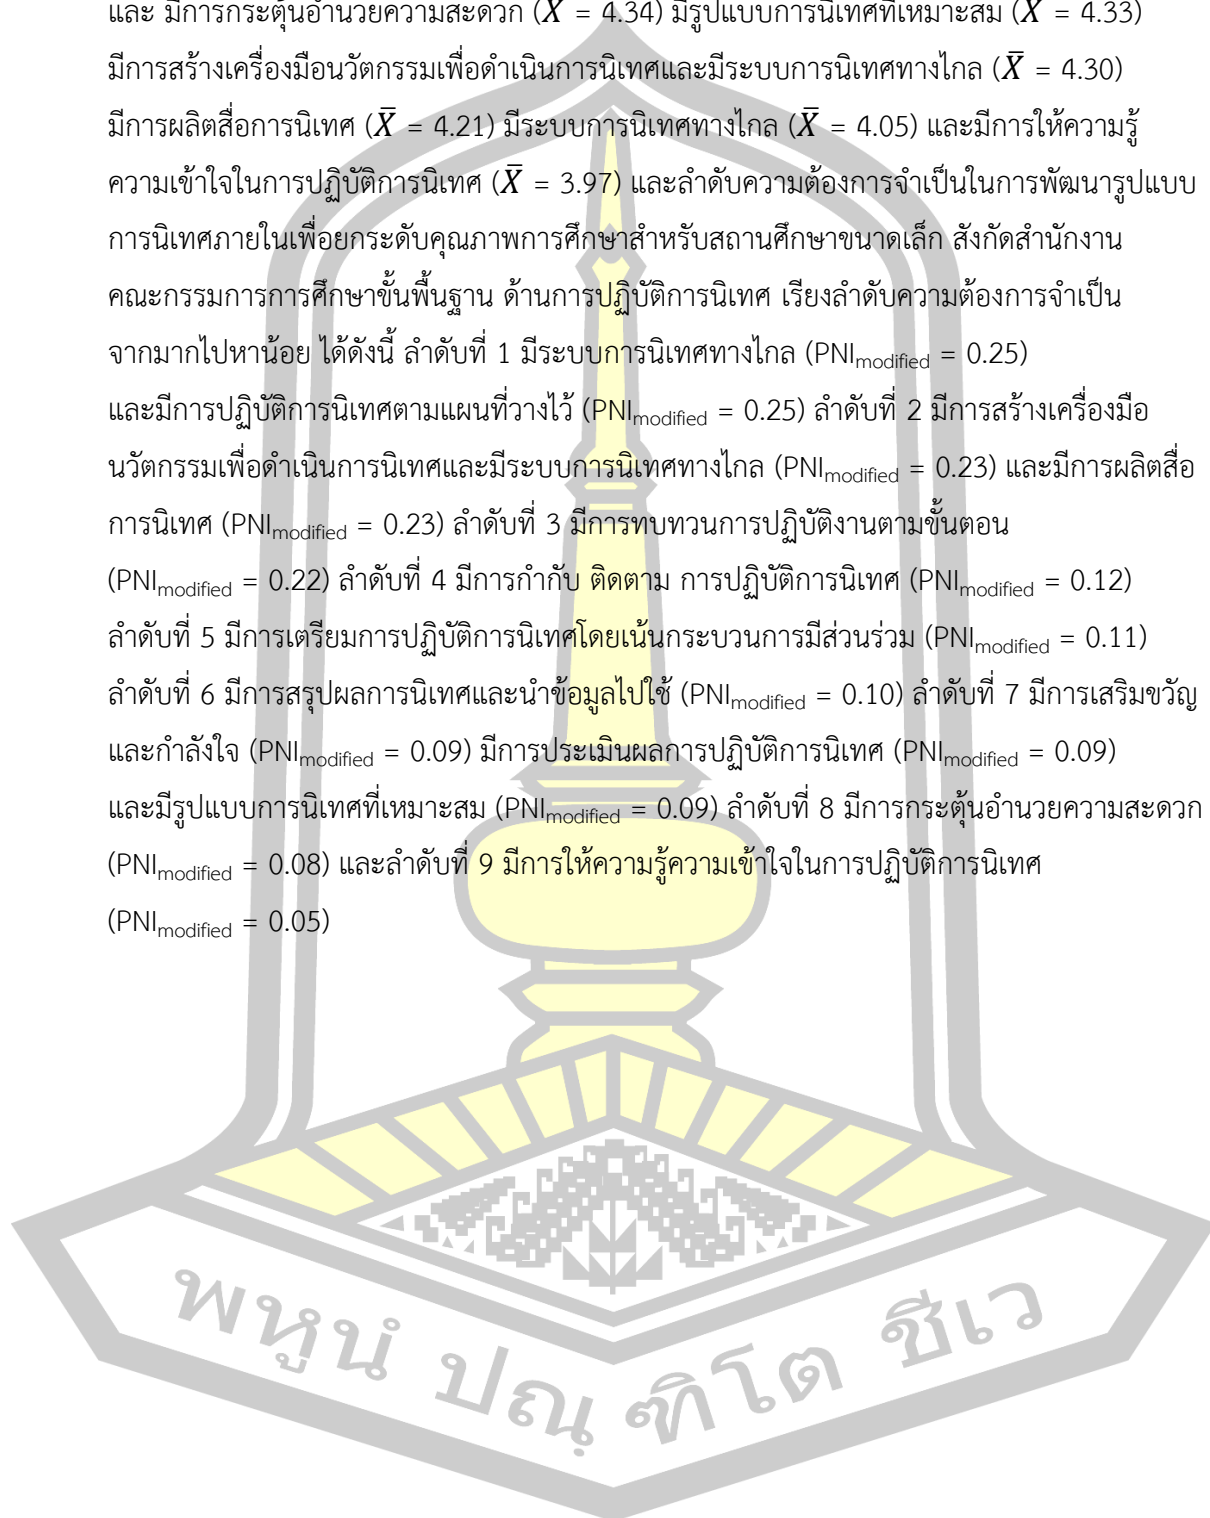 และ มีการกระตุ้นอำนวยความสะดวก (X̄ = 4.34) มีรูปแบบการนิเทศที่เหมาะสม (X̄ = 4.33)
มีการสร้างเครื่องมือนวัตกรรมเพื่อดำเนินการนิเทศและมีระบบการนิเทศทางไกล (X̄ = 4.30)
มีการผลิตสื่อการนิเทศ (X̄ = 4.21) มีระบบการนิเทศทางไกล (X̄ = 4.05) และมีการให้ความรู้
ความเข้าใจในการปฏิบัติการนิเทศ (X̄ = 3.97) และลำดับความต้องการจำเป็นในการพัฒนารูปแบบ
การนิเทศภายในเพื่อยกระดับคุณภาพการศึกษาสำหรับสถานศึกษาขนาดเล็ก สังกัดสำนักงาน
คณะกรรมการการศึกษาขั้นพื้นฐาน ด้านการปฏิบัติการนิเทศ เรียงลำดับความต้องการจำเป็น
จากมากไปหาน้อย ได้ดังนี้ ลำดับที่ 1 มีระบบการนิเทศทางไกล (PNImodified = 0.25)
และมีการปฏิบัติการนิเทศตามแผนที่วางไว้ (PNImodified = 0.25) ลำดับที่ 2 มีการสร้างเครื่องมือ
นวัตกรรมเพื่อดำเนินการนิเทศและมีระบบการนิเทศทางไกล (PNImodified = 0.23) และมีการผลิตสื่อ
การนิเทศ (PNImodified = 0.23) ลำดับที่ 3 มีการทบทวนการปฏิบัติงานตามขั้นตอน
(PNImodified = 0.22) ลำดับที่ 4 มีการกำกับ ติดตาม การปฏิบัติการนิเทศ (PNImodified = 0.12)
ลำดับที่ 5 มีการเตรียมการปฏิบัติการนิเทศโดยเน้นกระบวนการมีส่วนร่วม (PNImodified = 0.11)
ลำดับที่ 6 มีการสรุปผลการนิเทศและนำข้อมูลไปใช้ (PNImodified = 0.10) ลำดับที่ 7 มีการเสริมขวัญ
และกำลังใจ (PNImodified = 0.09) มีการประเมินผลการปฏิบัติการนิเทศ (PNImodified = 0.09)
และมีรูปแบบการนิเทศที่เหมาะสม (PNImodified = 0.09) ลำดับที่ 8 มีการกระตุ้นอำนวยความสะดวก
(PNImodified = 0.08) และลำดับที่ 9 มีการให้ความรู้ความเข้าใจในการปฏิบัติการนิเทศ
(PNImodified = 0.05)
พหูนํ ปณฺฑิโต ชีเว